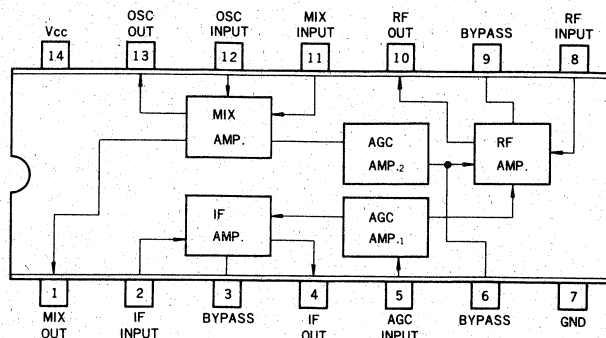 OSC OSC MIX RF RF
Vcc OUT INPUT INPUT OUT BYPASS INPUT
14 13 12 11 10 9 8
MIX
AMP.
AGC
AMP.2
RF
AMP.
IF
AMP.
AGC
AMP.1
1 2 3 4 5 6 7
MIX IF BYPASS IF AGC BYPASS GND
OUT INPUT OUT INPUT